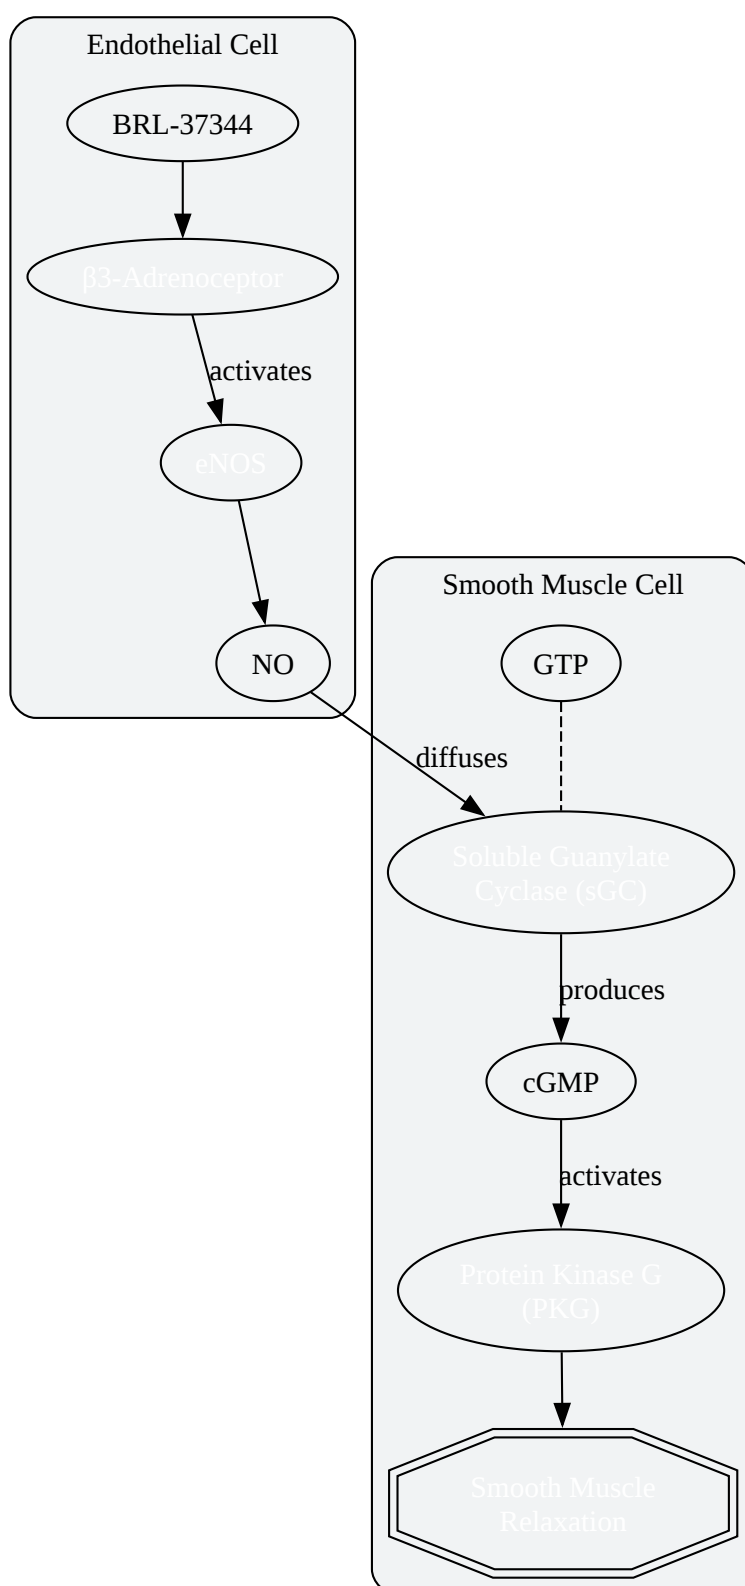 Endothelial Cell
BRL-37344
β3-Adrenoceptor
activates
eNOS
NO
Smooth Muscle Cell
GTP
diffuses
Soluble Guanylate
Cyclase (sGC)
produces
cGMP
activates
Protein Kinase G
(PKG)
Smooth Muscle
Relaxation